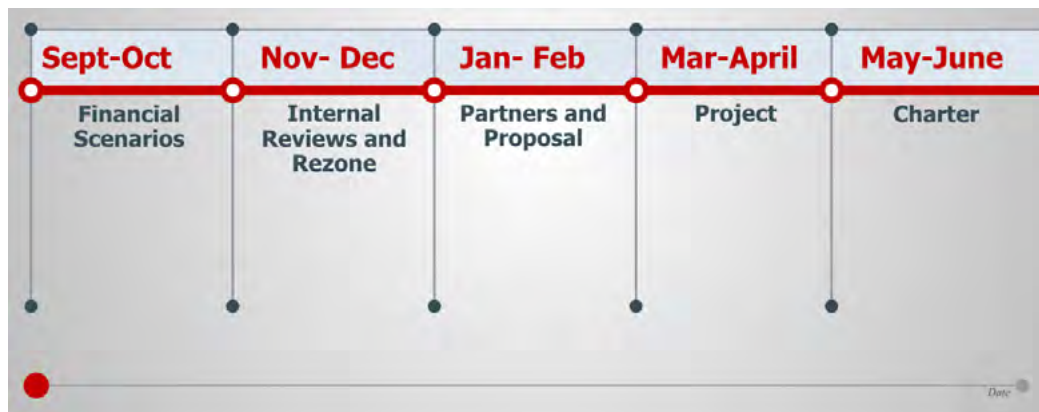 Sept-Oct
Nov- Dec
Jan- Feb
Mar-April
May-June
Financial
Scenarios
Internal
Reviews and
Rezone
Partners and
Proposal
Project
Charter
Date